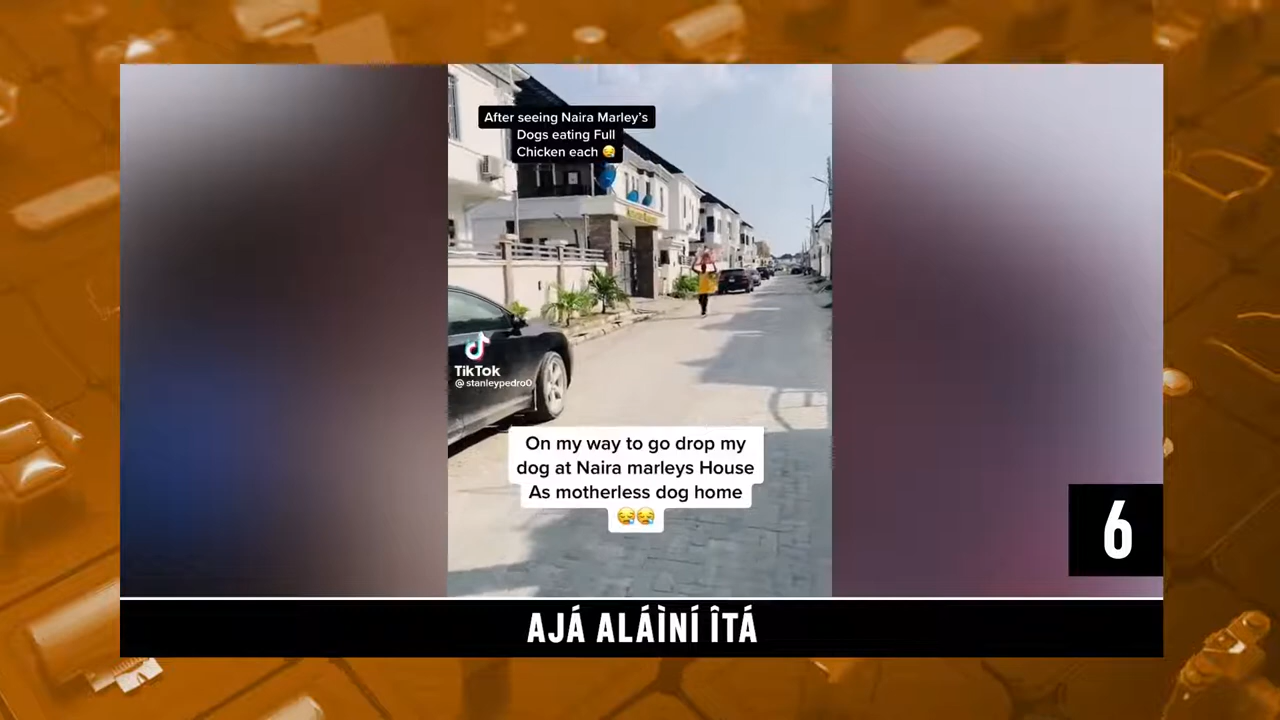 After seeing Naira Marley's
Dogs eating Full
Chicken each 😪
TikTok
@stanleypedro0
On my way to go drop my
dog at Naira marleys House
As motherless dog home
😪😪
6
AJÁ ALÁÌNÍ ÎTÁ